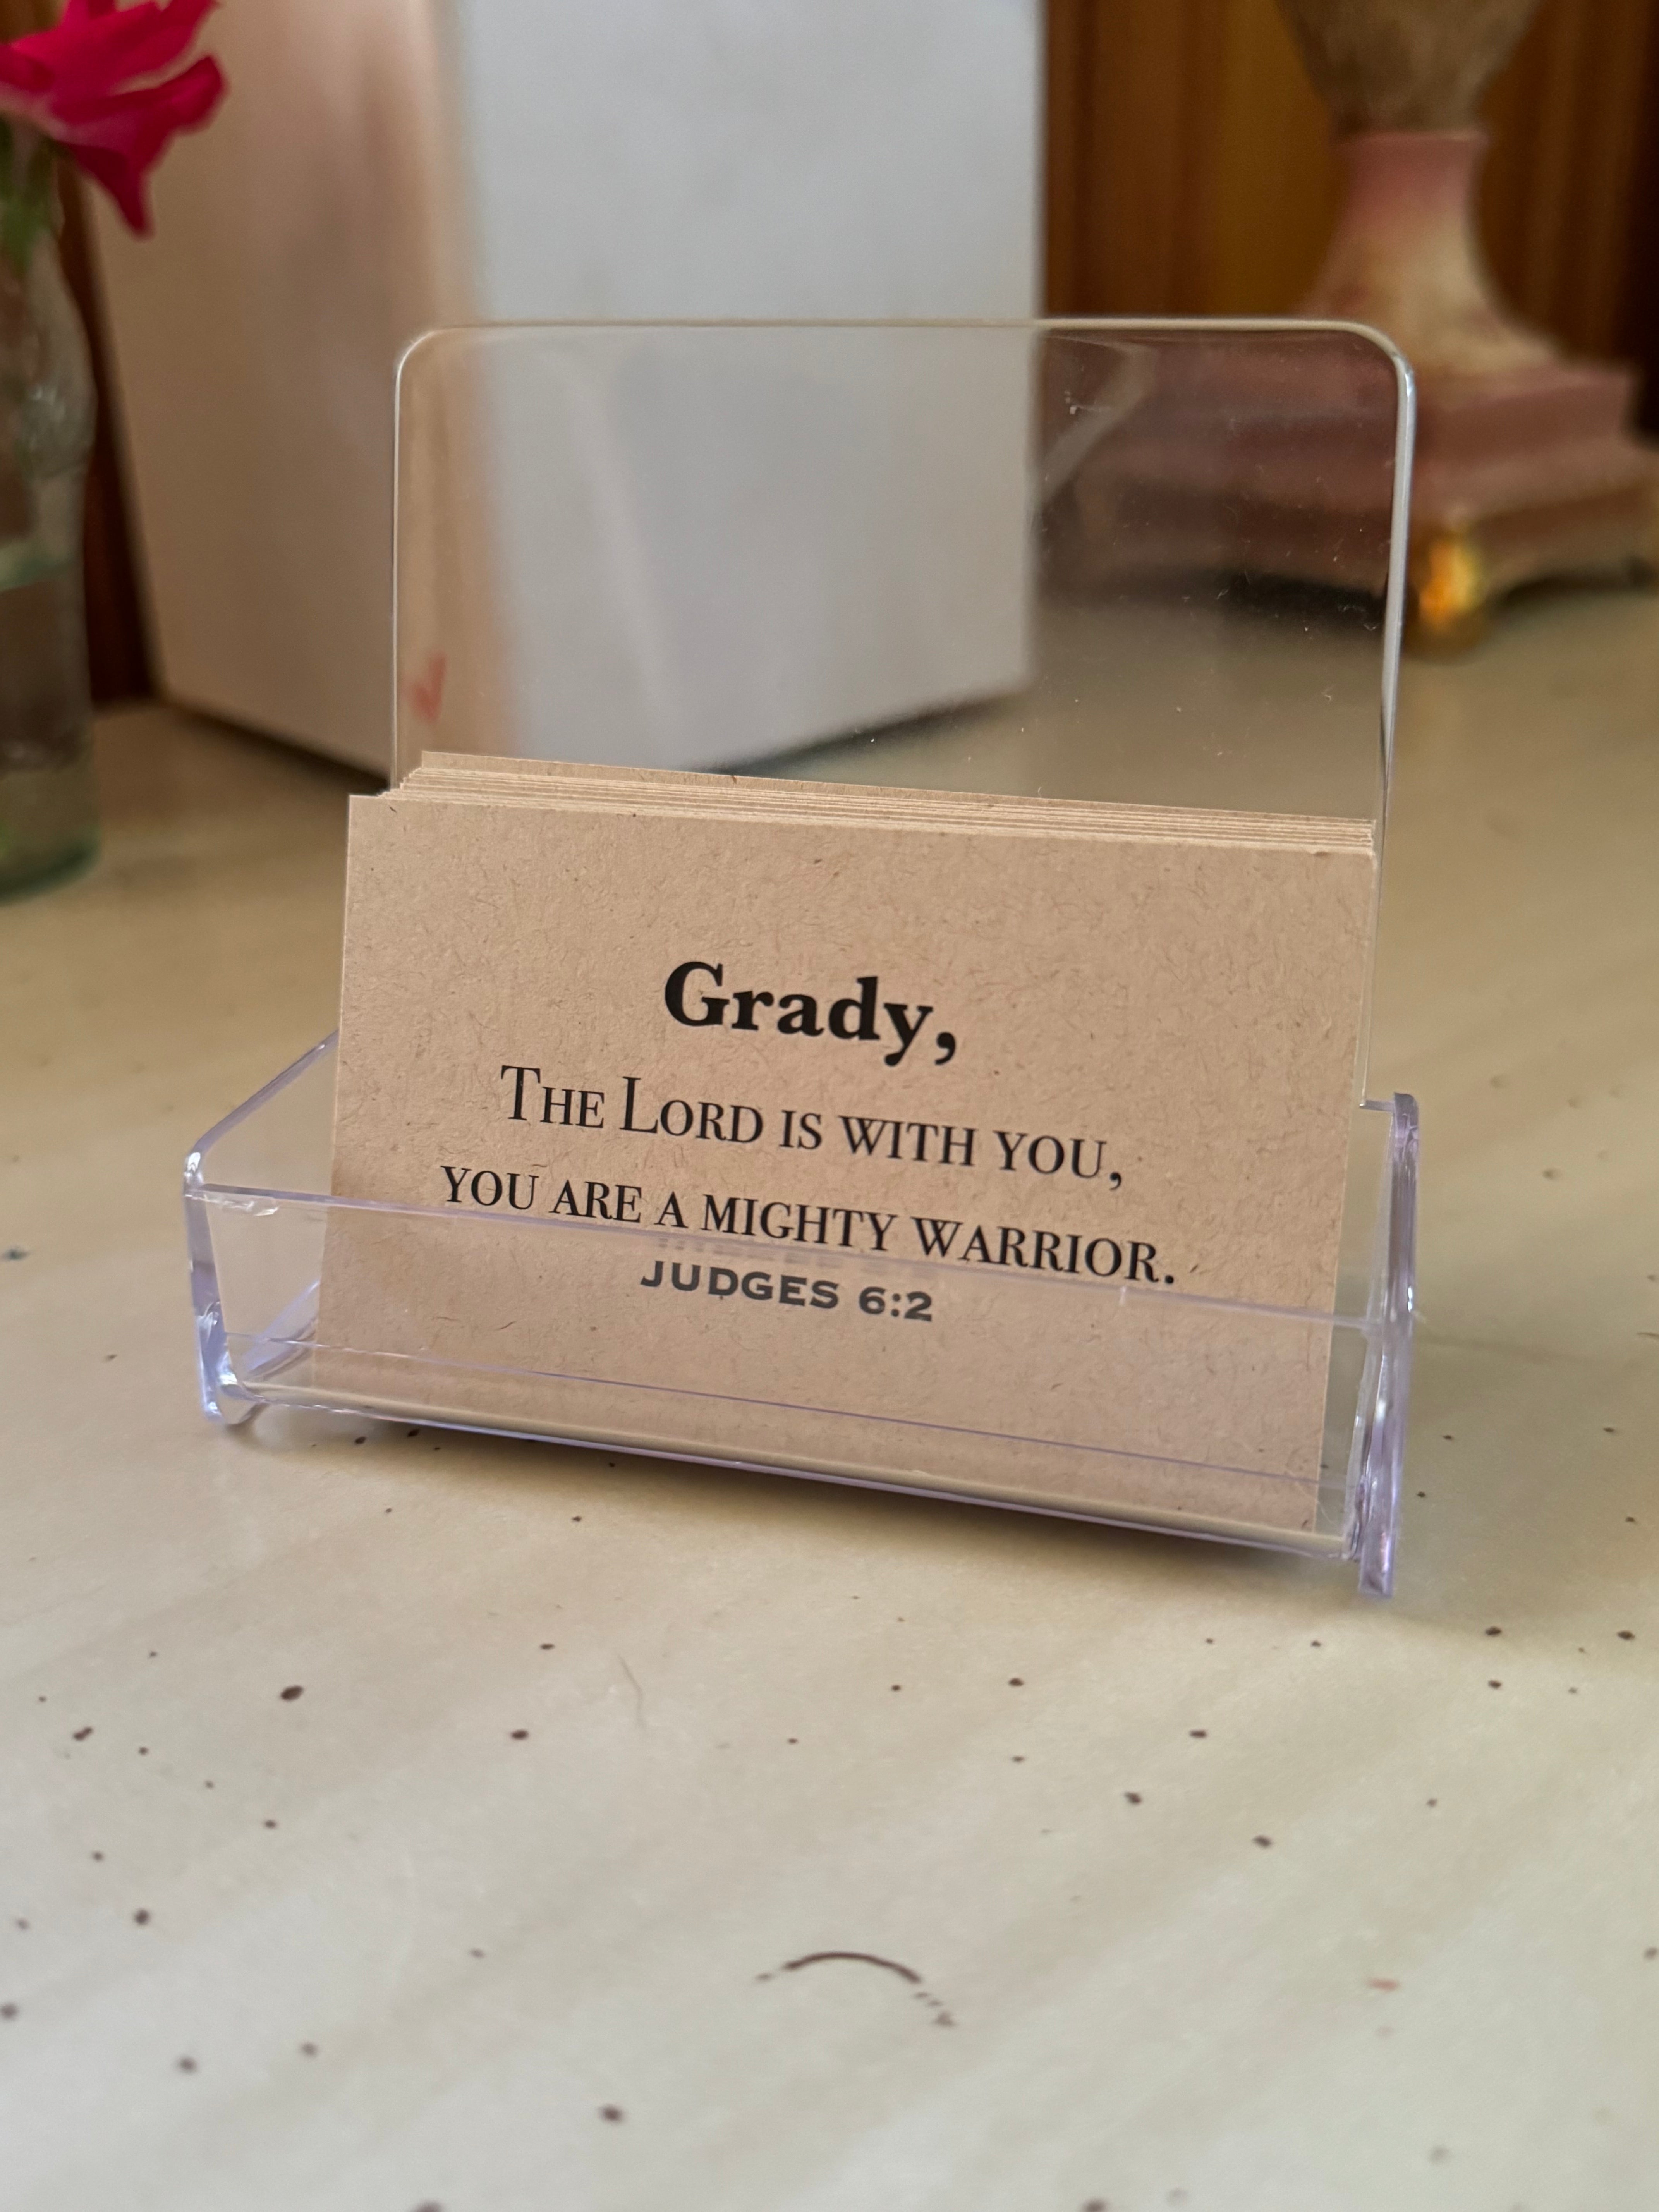 Grady,
The Lord is with you,
you are a mighty warrior.
JUDGES 6:2